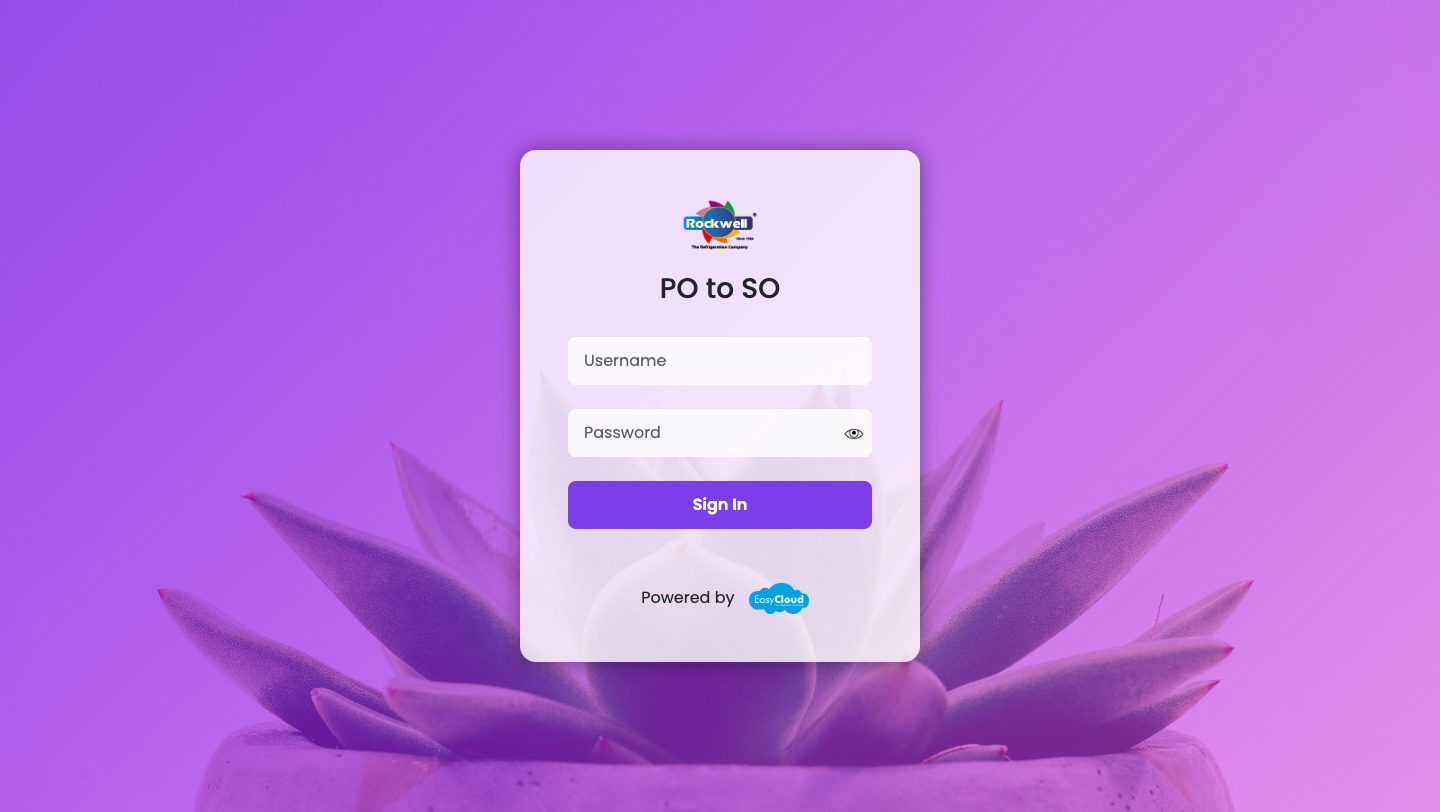 Rockwell®
Since 1986
The Refrigeration Company
PO to SO
Username
Password
Sign In
Powered by
EasyCloud